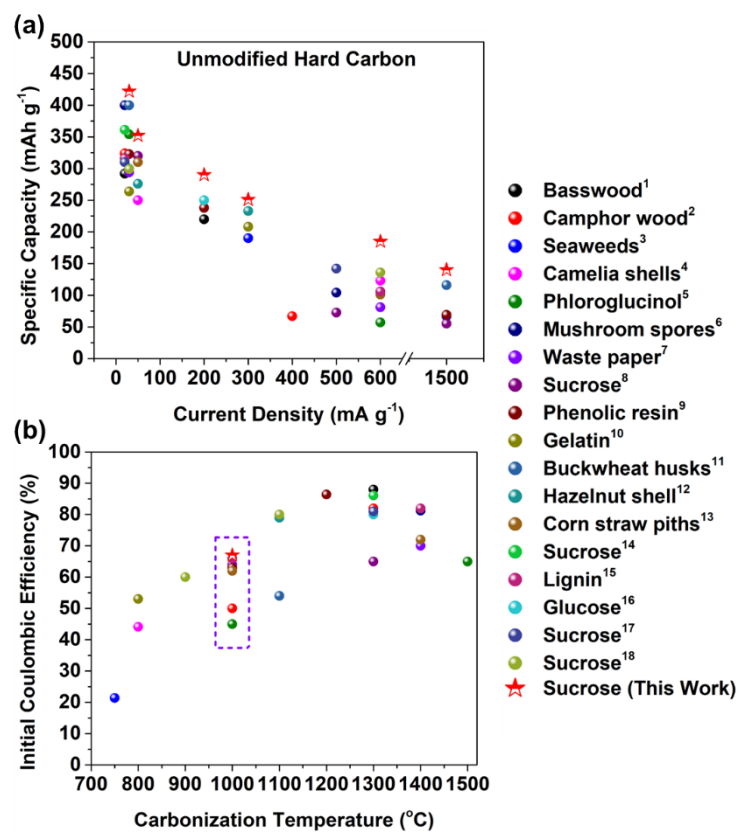 (a)
Unmodified Hard Carbon
500
450
400
350
300
250
200
150
100
50
0
Specific Capacity (mAh g⁻¹)
0 100 200 300 400 500 600 1500
Current Density (mA g⁻¹)
(b)
100
90
80
70
60
50
40
30
20
10
0
Initial Coulombic Efficiency (%)
700 800 900 1000 1100 1200 1300 1400 1500
Carbonization Temperature (°C)
Basswood¹
Camphor wood²
Seaweeds³
Camelia shells⁴
Phloroglucinol⁵
Mushroom spores⁶
Waste paper⁷
Sucrose⁸
Phenolic resin⁹
Gelatin¹⁰
Buckwheat husks¹¹
Hazelnut shell¹²
Corn straw piths¹³
Sucrose¹⁴
Lignin¹⁵
Glucose¹⁶
Sucrose¹⁷
Sucrose¹⁸
Sucrose (This Work)